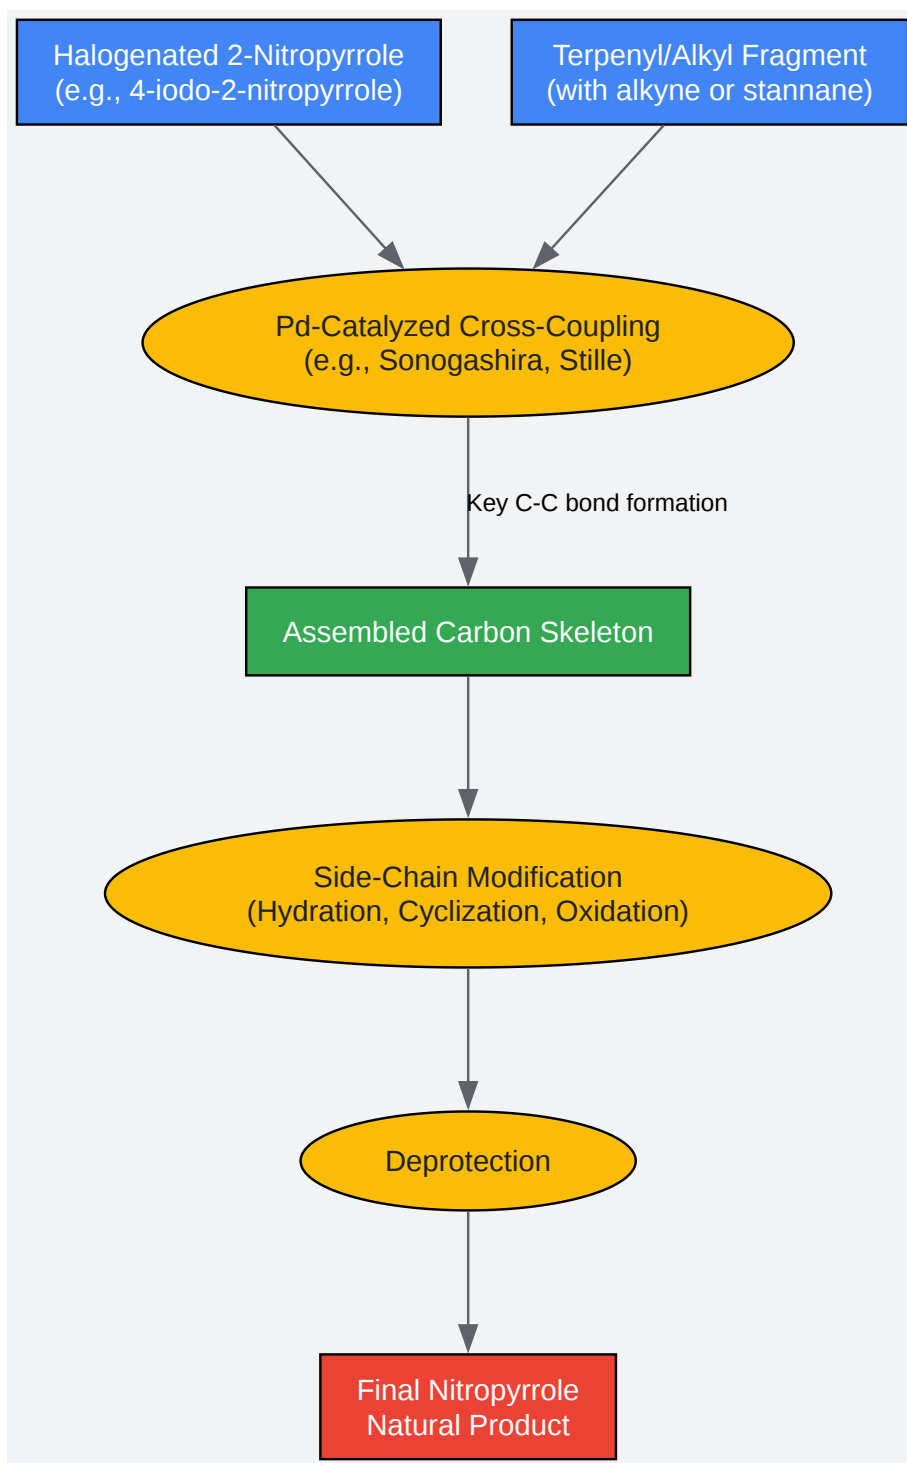 Halogenated 2-Nitropyrrole
(e.g., 4-iodo-2-nitropyrrole)
Terpenyl/Alkyl Fragment
(with alkyne or stannane)
Pd-Catalyzed Cross-Coupling
(e.g., Sonogashira, Stille)
Key C-C bond formation
Assembled Carbon Skeleton
Side-Chain Modification
(Hydration, Cyclization, Oxidation)
Deprotection
Final Nitropyrrole
Natural Product